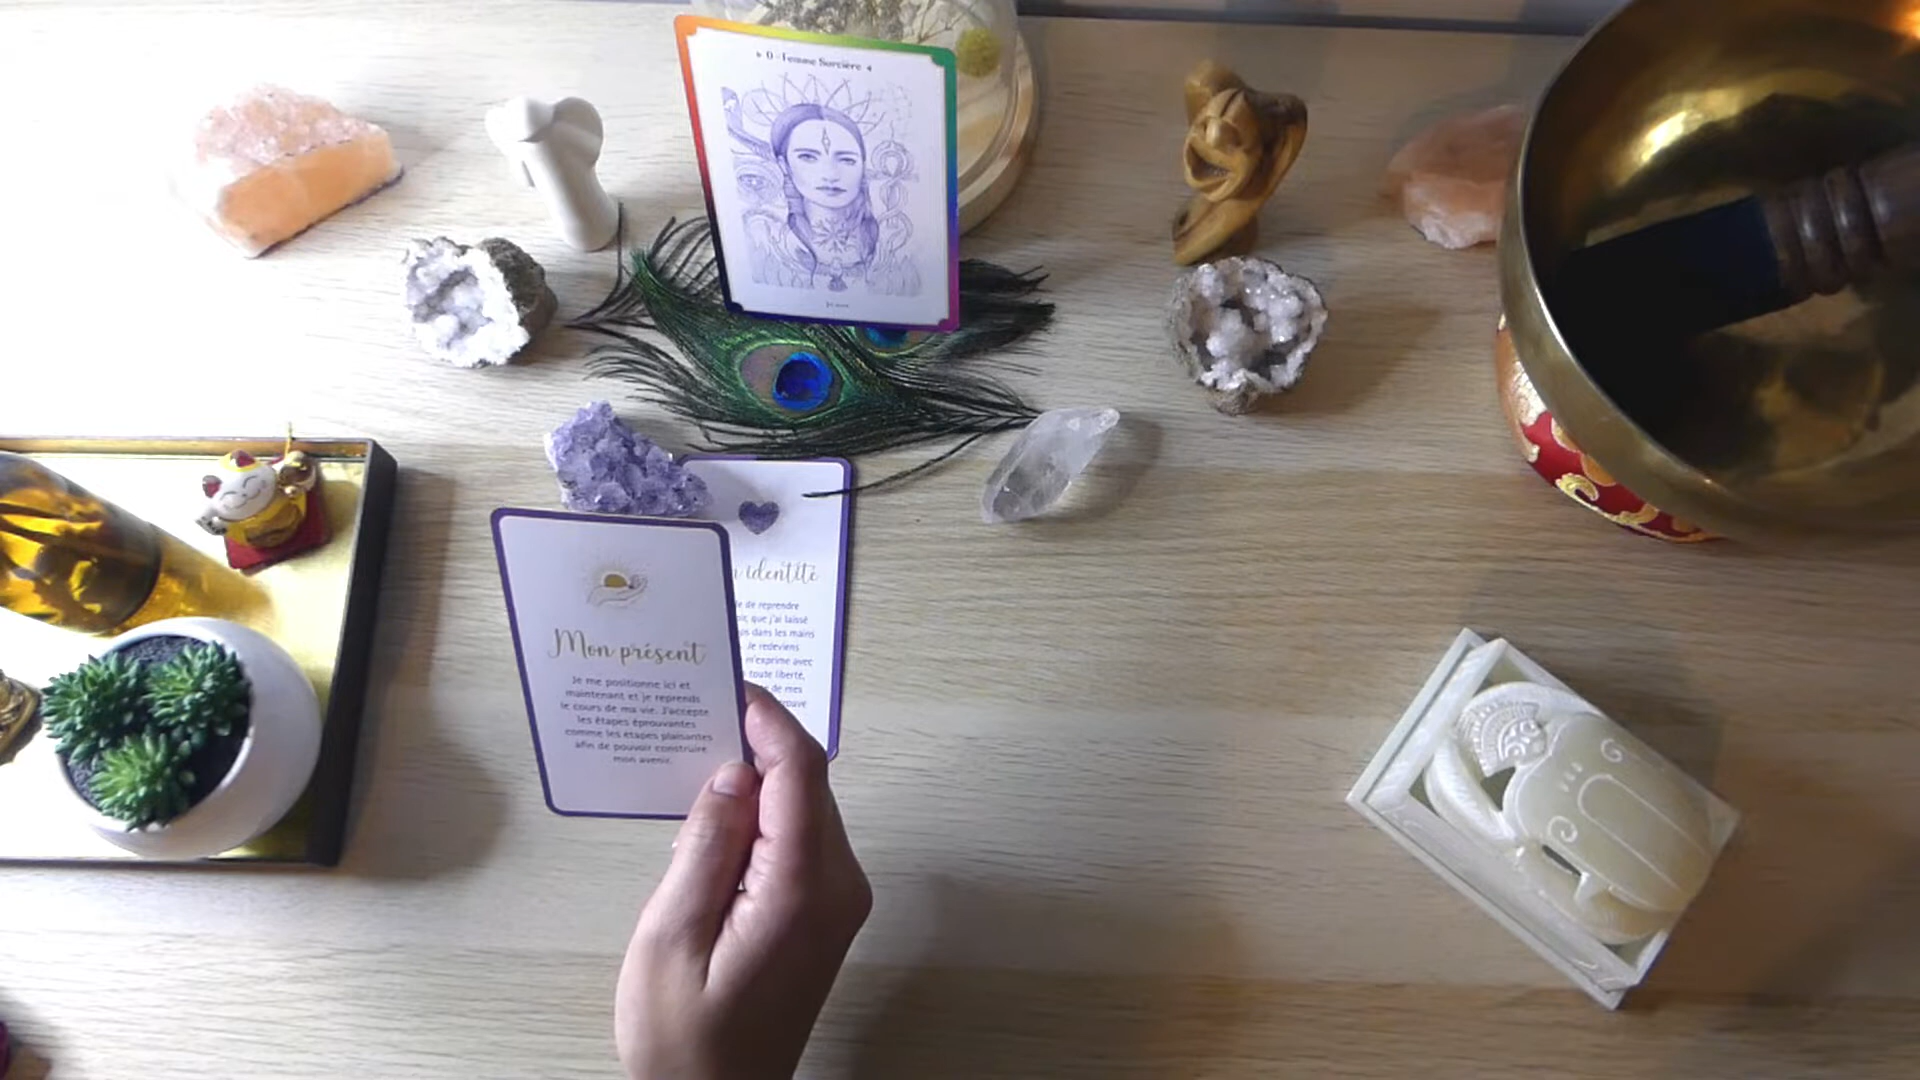 0 - Femme Sorcière
Mon présent
Je me positionne ici et
maintenant et je reprends
le cours de ma vie. J'accepte
les étapes éprouvantes
comme les étapes plaisantes
afin de pouvoir construire
mon avenir.
identité
de reprendre
que j'ai laissé
dans les mains
Je redeviens
m'exprime avec
toute liberté,
de mes